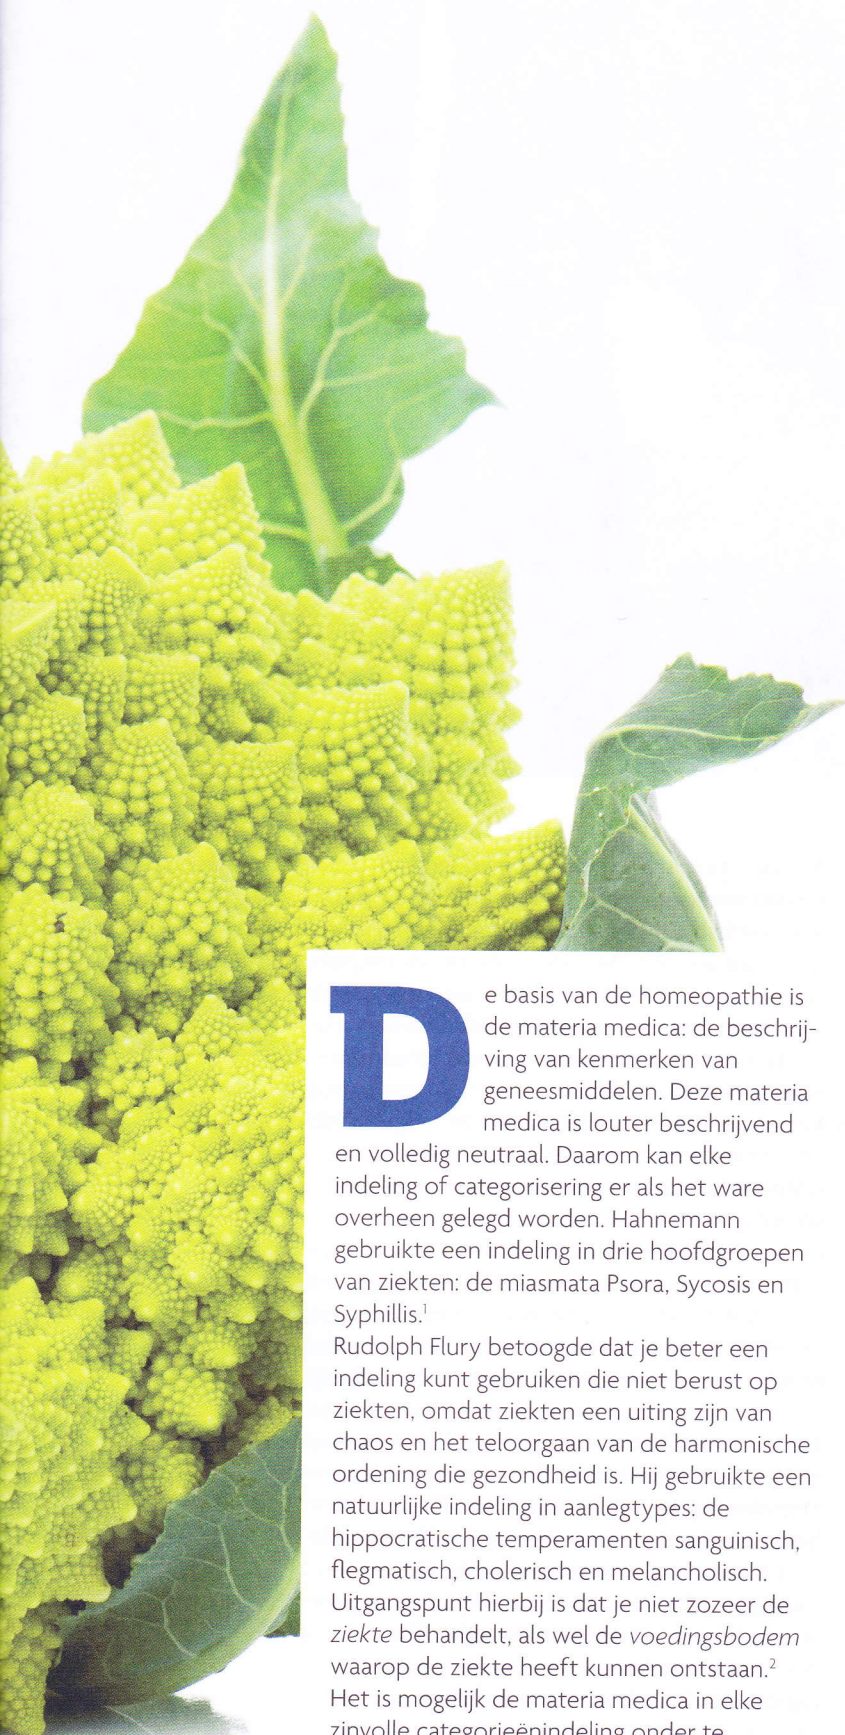 De basis van de homeopathie is
de materia medica: de beschrij-
ving van kenmerken van
geneesmiddelen. Deze materia
medica is louter beschrijvend
en volledig neutraal. Daarom kan elke
indeling of categorisering er als het ware
overheen gelegd worden. Hahnemann
gebruikte een indeling in drie hoofdgroepen
van ziekten: de miasmata Psora, Sycosis en
Syphillis.¹
Rudolph Flury betoogde dat je beter een
indeling kunt gebruiken die niet berust op
ziekten, omdat ziekten een uiting zijn van
chaos en het teloorgaan van de harmonische
ordening die gezondheid is. Hij gebruikte een
natuurlijke indeling in aanlegtypes: de
hippocratische temperamenten sanguinisch,
flegmatisch, cholerisch en melancholisch.
Uitgangspunt hierbij is dat je niet zozeer de
ziekte behandelt, als wel de voedingsbodem
waarop de ziekte heeft kunnen ontstaan.²
Het is mogelijk de materia medica in elke
zinvolle categorieënindeling onder te